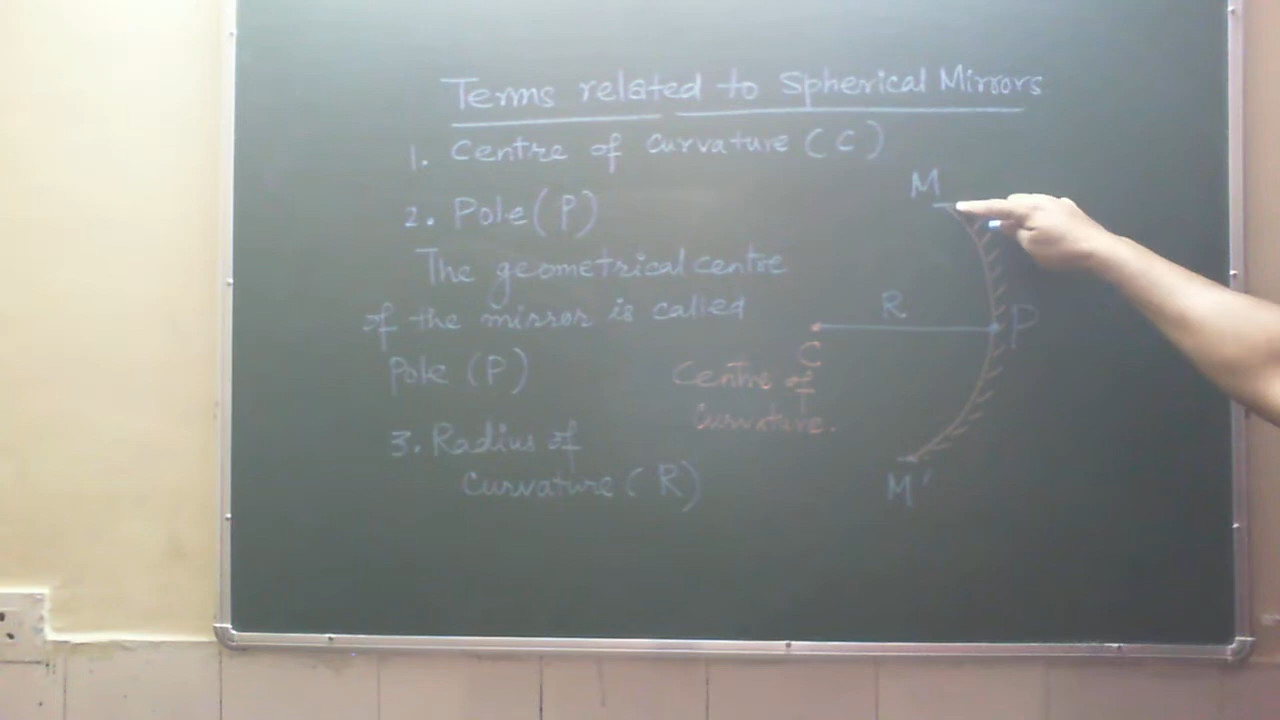 Terms related to Spherical Mirrors
1. Centre of Curvature (C)
2. Pole (P)
The geometrical centre
of the mirror is called
Pole (P)
3. Radius of
Curvature (R)
M
R
P
C
Centre of
Curvature.
M'